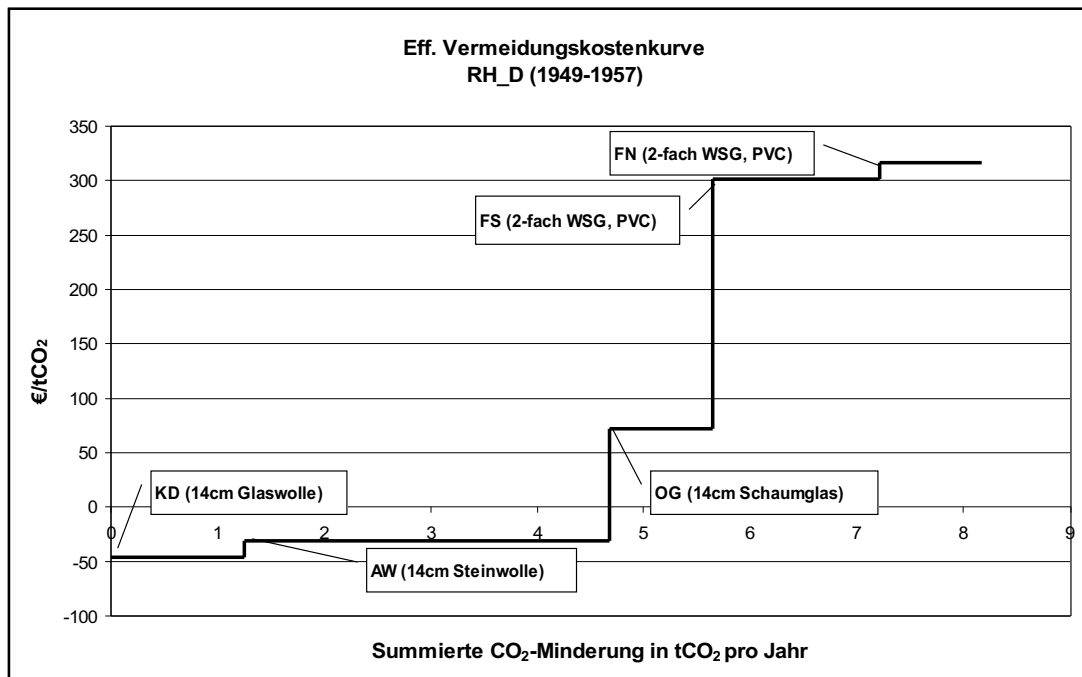 Eff. Vermeidungskostenkurve
RH_D (1949-1957)
350
300
250
200
150
100
50
0
-50
-100
€/tCO₂
FN (2-fach WSG, PVC)
FS (2-fach WSG, PVC)
KD (14cm Glaswolle)
OG (14cm Schaumglas)
AW (14cm Steinwolle)
0 1 2 3 4 5 6 7 8 9
Summierte CO₂-Minderung in tCO₂ pro Jahr